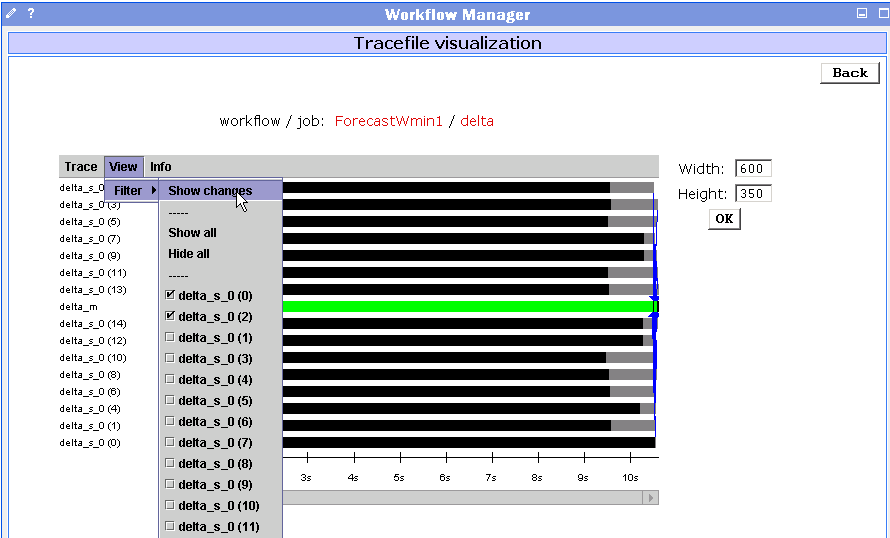 ? Workflow Manager
Tracefile visualization
Back
workflow / job: ForecastWmin1 / delta
Trace View Info
Width: 600
Height: 350
OK
Filter
Show changes
-----
Show all
Hide all
-----
delta_s_0 (0)
delta_s_0 (2)
delta_s_0 (1)
delta_s_0 (3)
delta_s_0 (4)
delta_s_0 (5)
delta_s_0 (6)
delta_s_0 (7)
delta_s_0 (8)
delta_s_0 (9)
delta_s_0 (10)
delta_s_0 (11)
delta_s_0
(3)
delta_s_0 (5)
delta_s_0 (7)
delta_s_0 (9)
delta_s_0 (11)
delta_s_0 (13)
delta_m
delta_s_0 (14)
delta_s_0 (12)
delta_s_0 (10)
delta_s_0 (8)
delta_s_0 (6)
delta_s_0 (4)
delta_s_0 (1)
delta_s_0 (0)
3s 4s 5s 6s 7s 8s 9s 10s